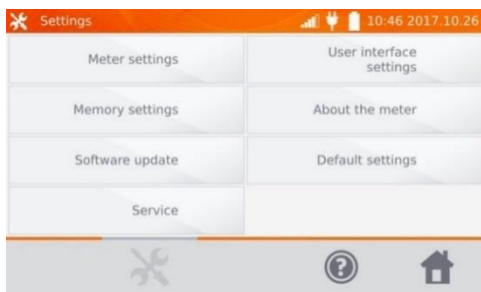 Settings
10:46 2017.10.26
Meter settings
User interface
settings
Memory settings
About the meter
Software update
Default settings
Service
?